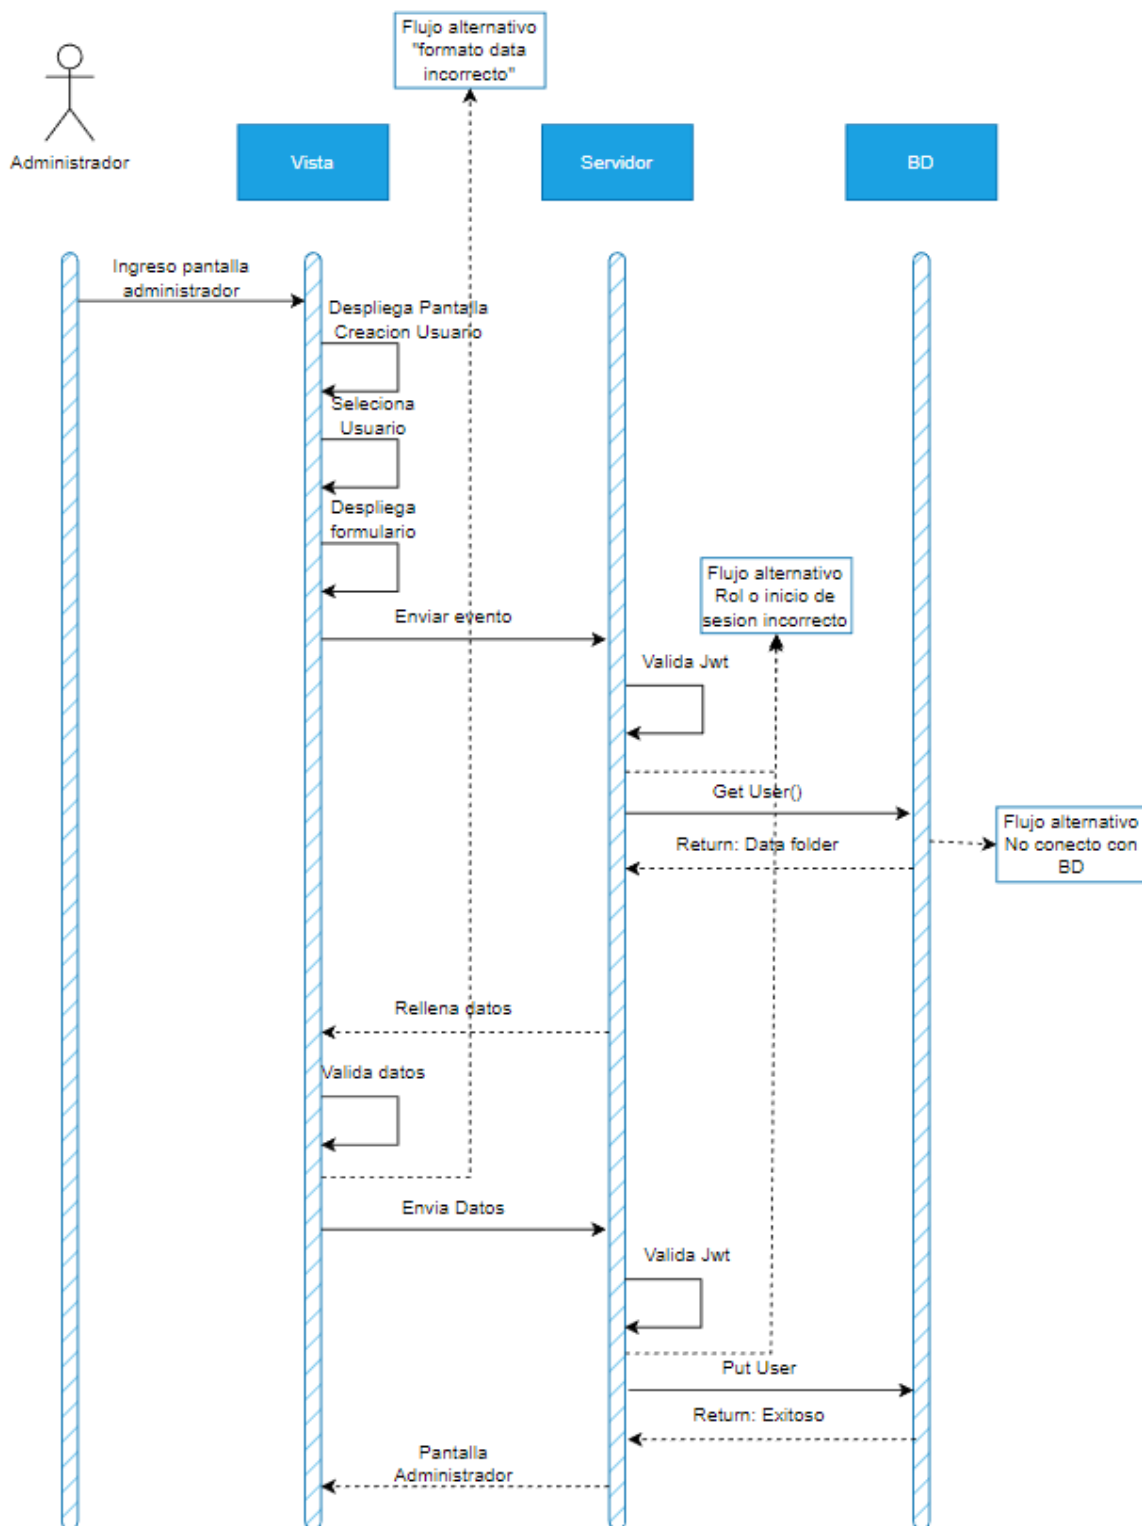 Flujo alternativo
"formato data
incorrecto"
Administrador
Vista
Servidor
BD
Ingreso pantalla
administrador
Despliega Pantalla
Creacion Usuario
Seleciona
Usuario
Despliega
formulario
Enviar evento
Flujo alternativo
Rol o inicio de
sesion incorrecto
Valida Jwt
Get User()
Flujo alternativo
No conecto con
BD
Return: Data folder
Rellena datos
Valida datos
Envia Datos
Valida Jwt
Put User
Return: Exitoso
Pantalla
Administrador